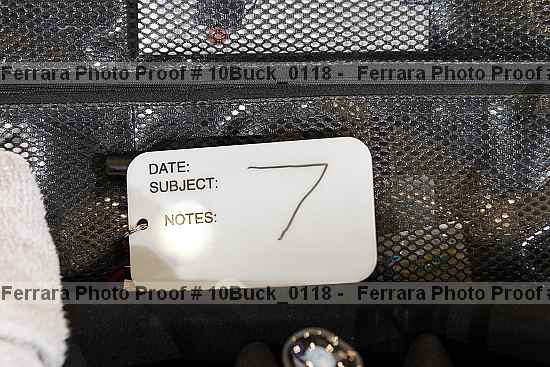 Ferrara Photo Proof # 10Buck_0118 - Ferrara Photo Proof #
DATE:
SUBJECT:
7
NOTES:
Ferrara Photo Proof # 10Buck_0118 - Ferrara Photo Proof #